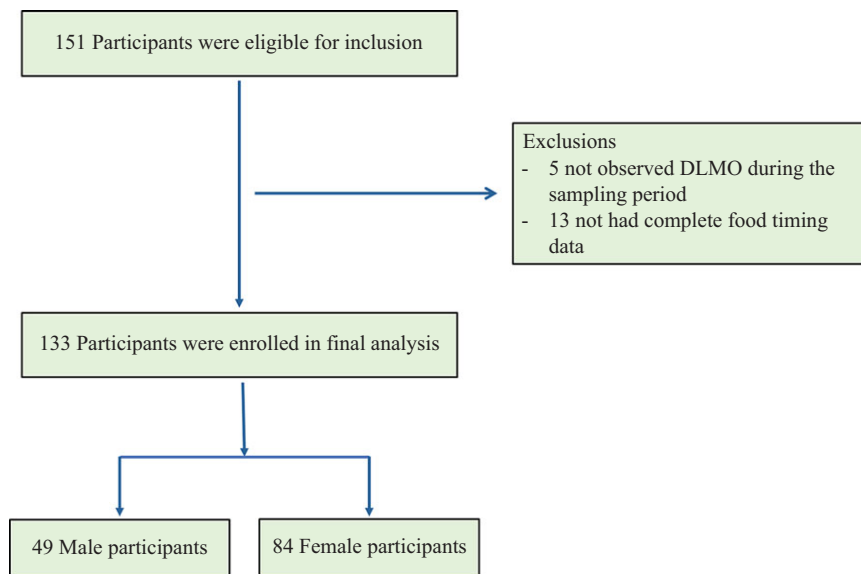 151 Participants were eligible for inclusion
Exclusions
- 5 not observed DLMO during the
sampling period
- 13 not had complete food timing
data
133 Participants were enrolled in final analysis
49 Male participants
84 Female participants